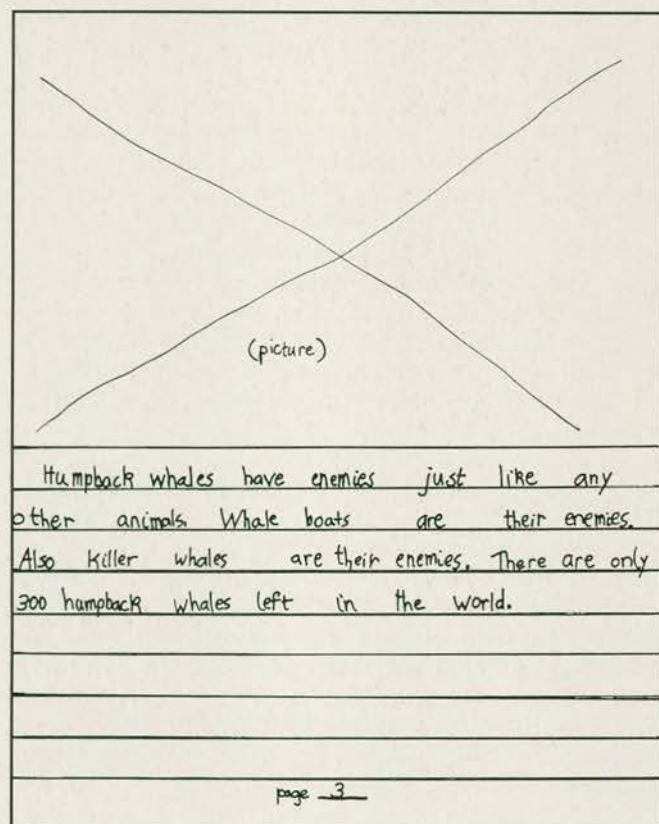 (picture)
Humpback whales have enemies just like any
other animals. Whale boats are their enemies.
Also Killer whales are their enemies. There are only
300 humpback whales left in the world.
page 3